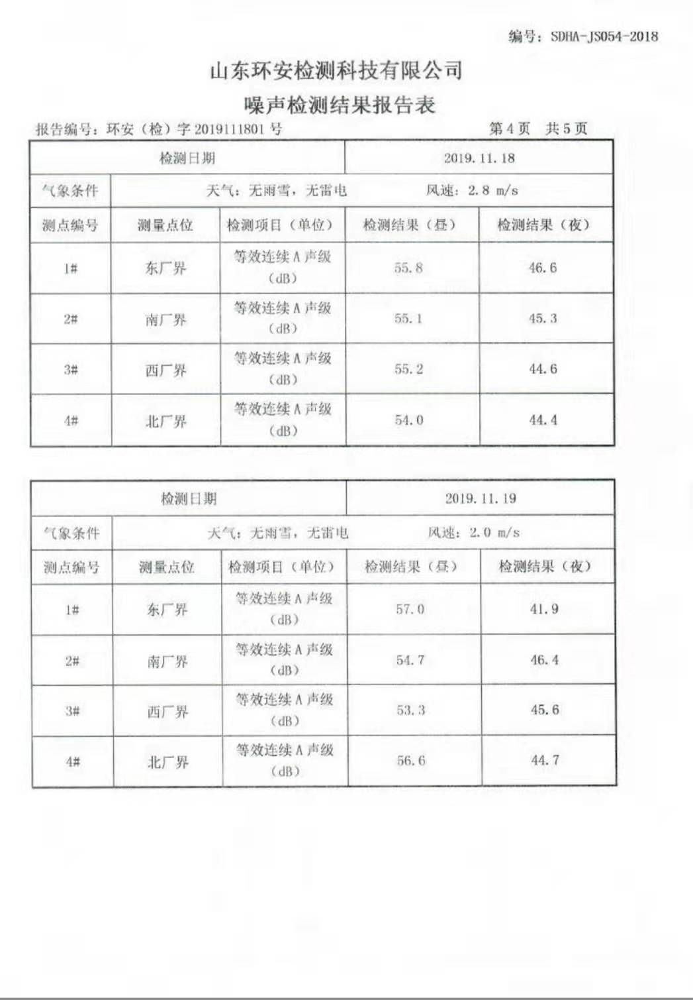 编号：SDHA-JS054-2018
山东环安检测科技有限公司
噪声检测结果报告表
报告编号：环安（检）字 2019111801 号 第 4 页 共 5 页
检测日期 2019.11.18
气象条件 天气：无雨雪，无雷电 风速：2.8 m/s
测点编号 测量点位 检测项目（单位） 检测结果（昼） 检测结果（夜）
1# 东厂界 等效连续 A 声级（dB） 55.8 46.6
2# 南厂界 等效连续 A 声级（dB） 55.1 45.3
3# 西厂界 等效连续 A 声级（dB） 55.2 44.6
4# 北厂界 等效连续 A 声级（dB） 54.0 44.4
检测日期 2019.11.19
气象条件 天气：无雨雪，无雷电 风速：2.0 m/s
测点编号 测量点位 检测项目（单位） 检测结果（昼） 检测结果（夜）
1# 东厂界 等效连续 A 声级（dB） 57.0 41.9
2# 南厂界 等效连续 A 声级（dB） 54.7 46.4
3# 西厂界 等效连续 A 声级（dB） 53.3 45.6
4# 北厂界 等效连续 A 声级（dB） 56.6 44.7